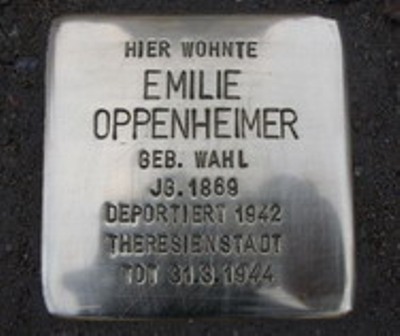 HIER WOHNTE
EMILIE
OPPENHEIMER
GEB. WAHL
JG. 1869
DEPORTIERT 1942
THERESIENSTADT
TOT 31.3.1944